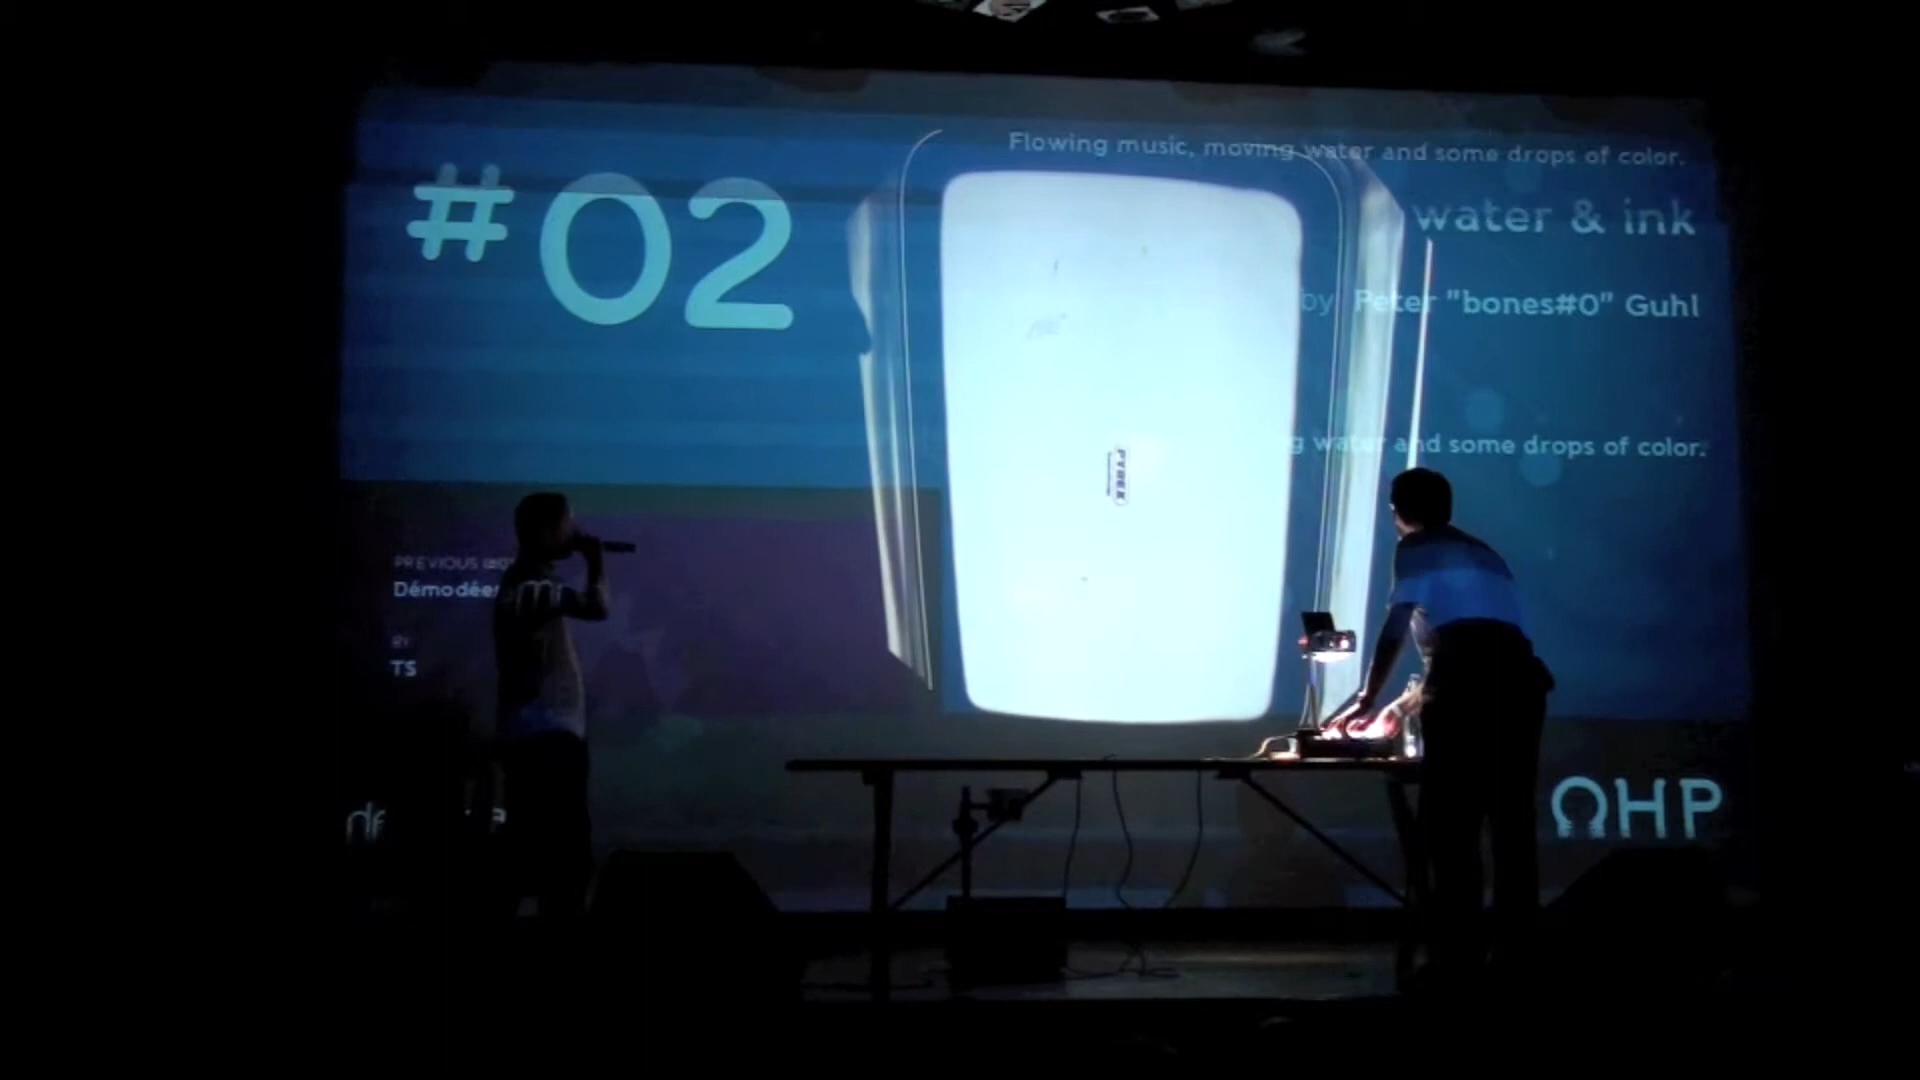 Flowing music, moving water and some drops of color.
#02
water & ink
by Peter "bones#0" Guhl
g water and some drops of color.
PYREX
PREVIOUS
Démodées
BY
TS
OHP